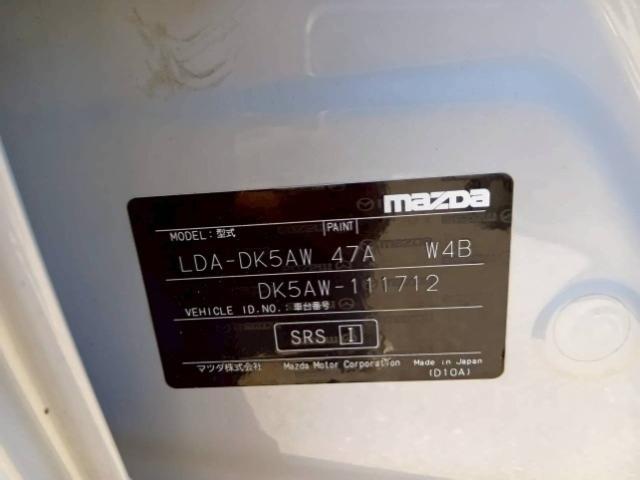 mazda
MODEL:型式 PAINT
LDA-DK5AW 47A W4B
DK5AW-111712
VEHICLE ID.NO.:車台番号
SRS I
マツダ株式会社 Mazda Motor Corporation Made in Japan
(D10A)